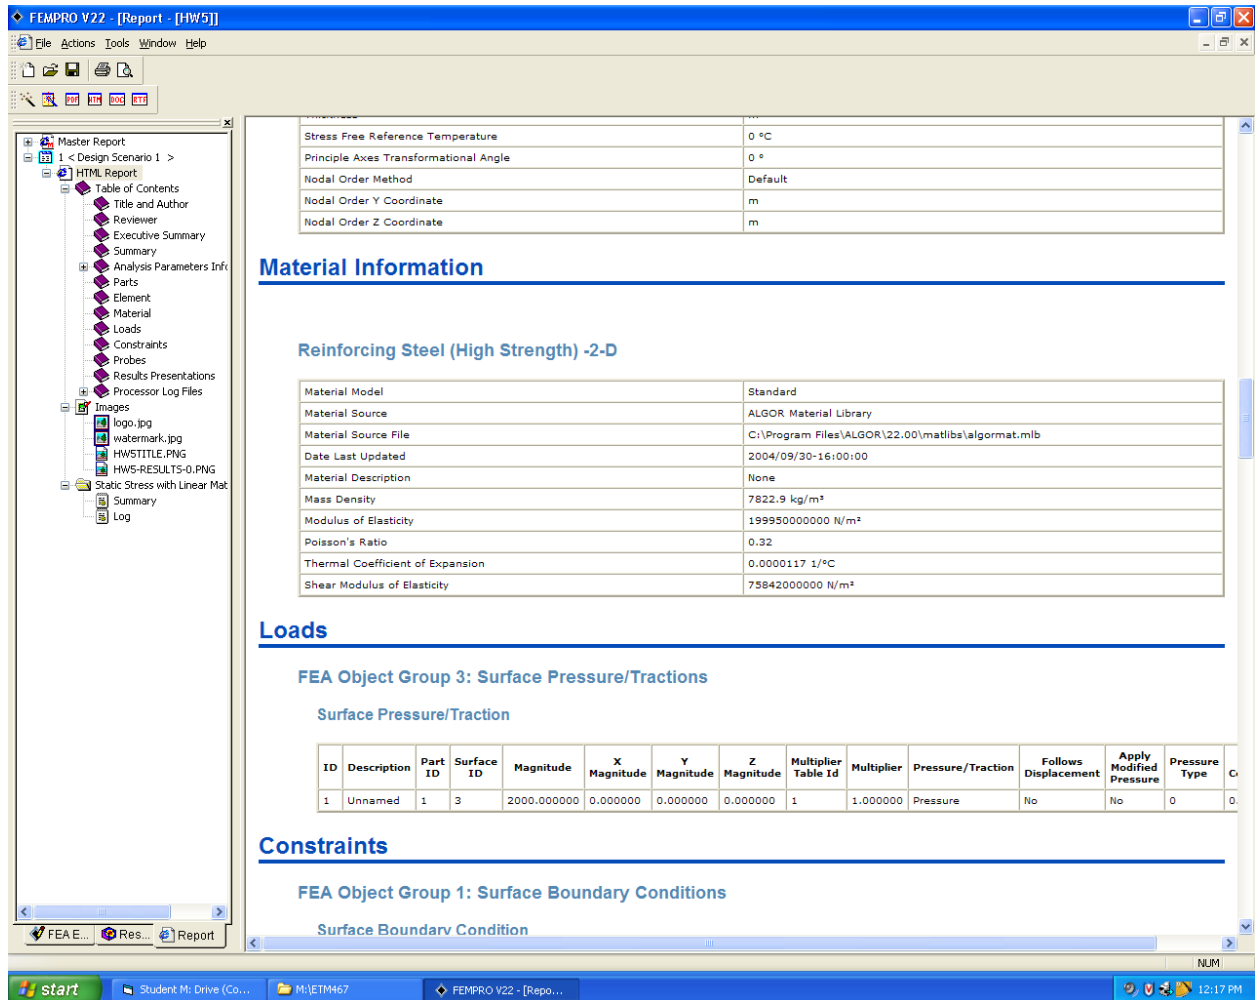 FEMPRO V22 - [Report - [HW5]]
File Actions Tools Window Help
PDF HTM DOC RTF
Master Report
1 < Design Scenario 1 >
HTML Report
Table of Contents
Title and Author
Reviewer
Executive Summary
Summary
Analysis Parameters Info
Parts
Element
Material
Loads
Constraints
Probes
Results Presentations
Processor Log Files
Images
logo.jpg
watermark.jpg
HW5TITLE.PNG
HW5-RESULTS-0.PNG
Static Stress with Linear Mat
Summary
Log
FEA E... Res... Report
Stress Free Reference Temperature 0 °C
Principle Axes Transformational Angle 0 °
Nodal Order Method Default
Nodal Order Y Coordinate m
Nodal Order Z Coordinate m
Material Information
Reinforcing Steel (High Strength) -2-D
Material Model Standard
Material Source ALGOR Material Library
Material Source File C:\Program Files\ALGOR\22.00\matlibs\algormat.mlb
Date Last Updated 2004/09/30-16:00:00
Material Description None
Mass Density 7822.9 kg/m³
Modulus of Elasticity 199950000000 N/m²
Poisson's Ratio 0.32
Thermal Coefficient of Expansion 0.0000117 1/°C
Shear Modulus of Elasticity 75842000000 N/m²
Loads
FEA Object Group 3: Surface Pressure/Tractions
Surface Pressure/Traction
ID Description Part ID Surface ID Magnitude X Magnitude Y Magnitude Z Magnitude Multiplier Table Id Multiplier Pressure/Traction Follows Displacement Apply Modified Pressure Pressure Type
1 Unnamed 1 3 2000.000000 0.000000 0.000000 0.000000 1 1.000000 Pressure No No 0 0.
Constraints
FEA Object Group 1: Surface Boundary Conditions
Surface Boundary Condition
NUM
start Student M: Drive (Co... M:\ETM467 FEMPRO V22 - [Repo... 12:17 PM